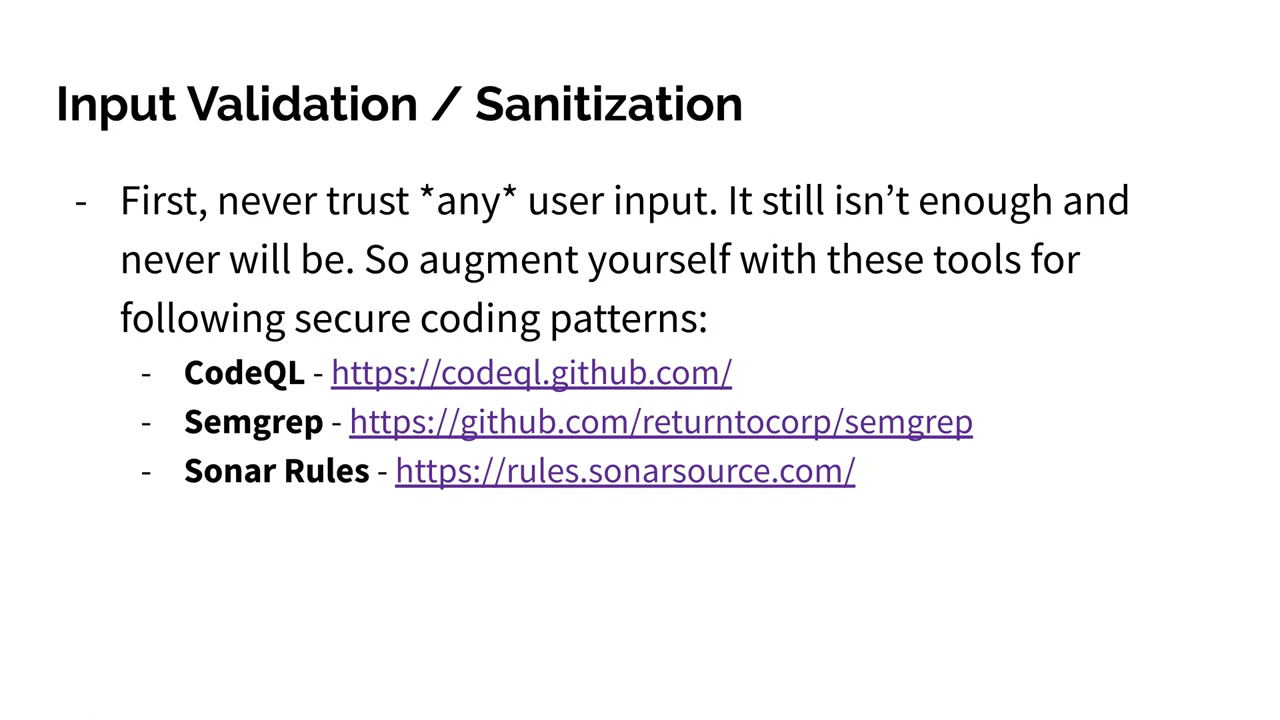 Input Validation / Sanitization
- First, never trust *any* user input. It still isn’t enough and
never will be. So augment yourself with these tools for
following secure coding patterns:
- CodeQL - https://codeql.github.com/
- Semgrep - https://github.com/returntocorp/semgrep
- Sonar Rules - https://rules.sonarsource.com/